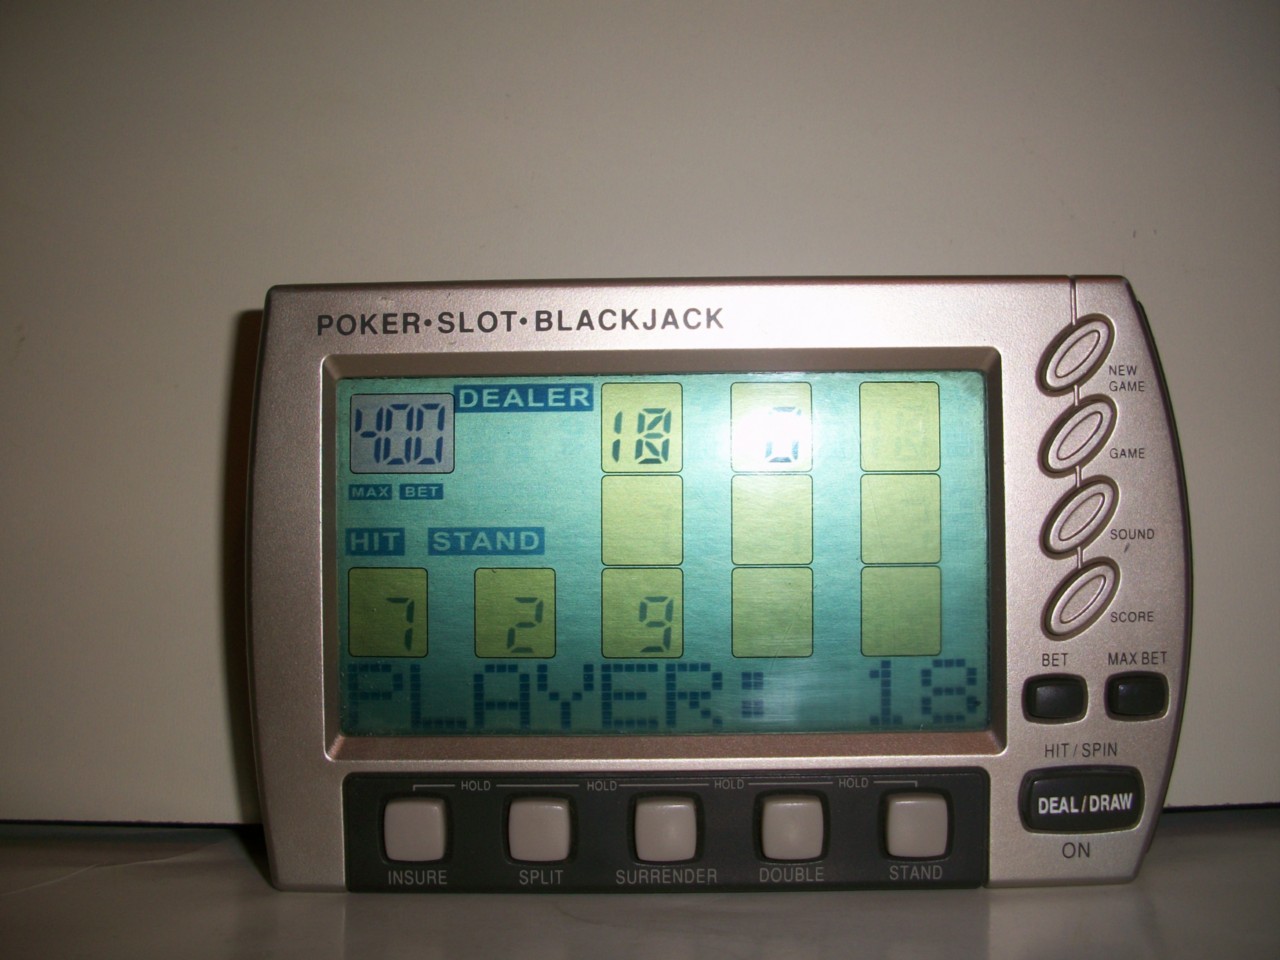 POKER•SLOT•BLACKJACK
400 DEALER
MAX BET
HIT STAND
7 2 9
PLAYER: 18
NEW GAME
GAME
SOUND
SCORE
BET MAX BET
HIT / SPIN
DEAL/DRAW
ON
HOLD HOLD HOLD HOLD
INSURE SPLIT SURRENDER DOUBLE STAND